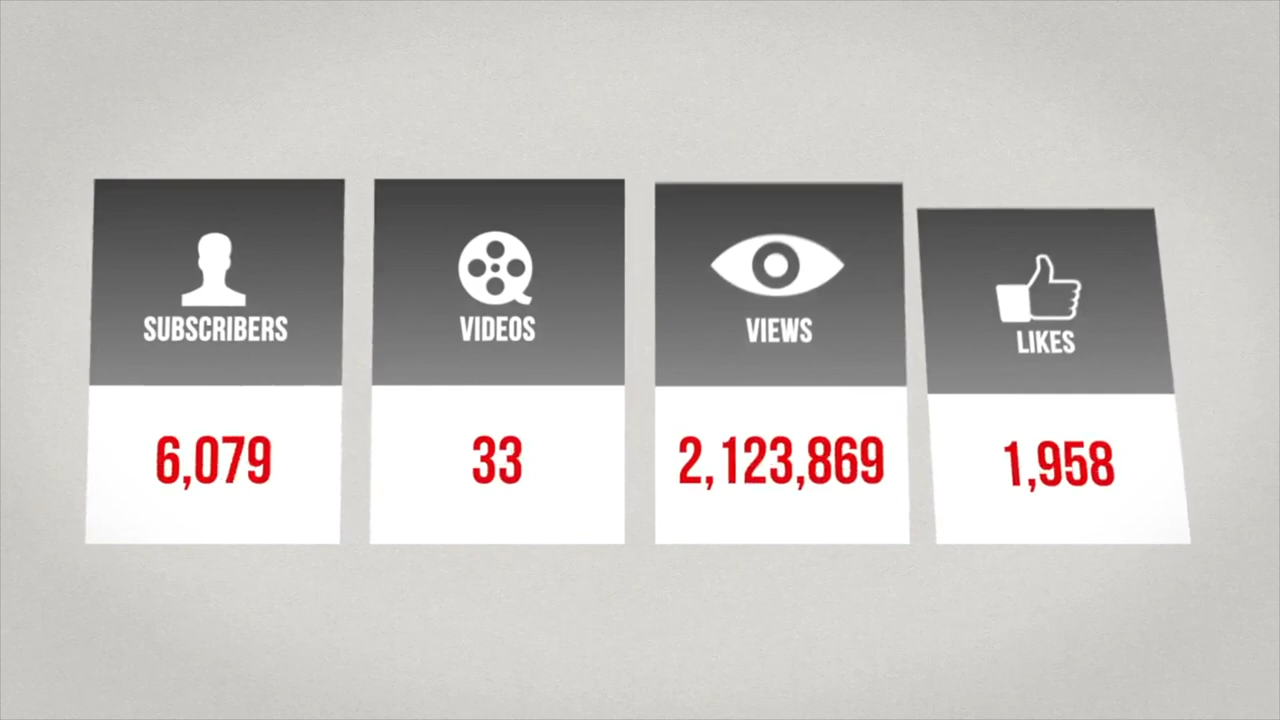 SUBSCRIBERS
6,079
VIDEOS
33
VIEWS
2,123,869
LIKES
1,958